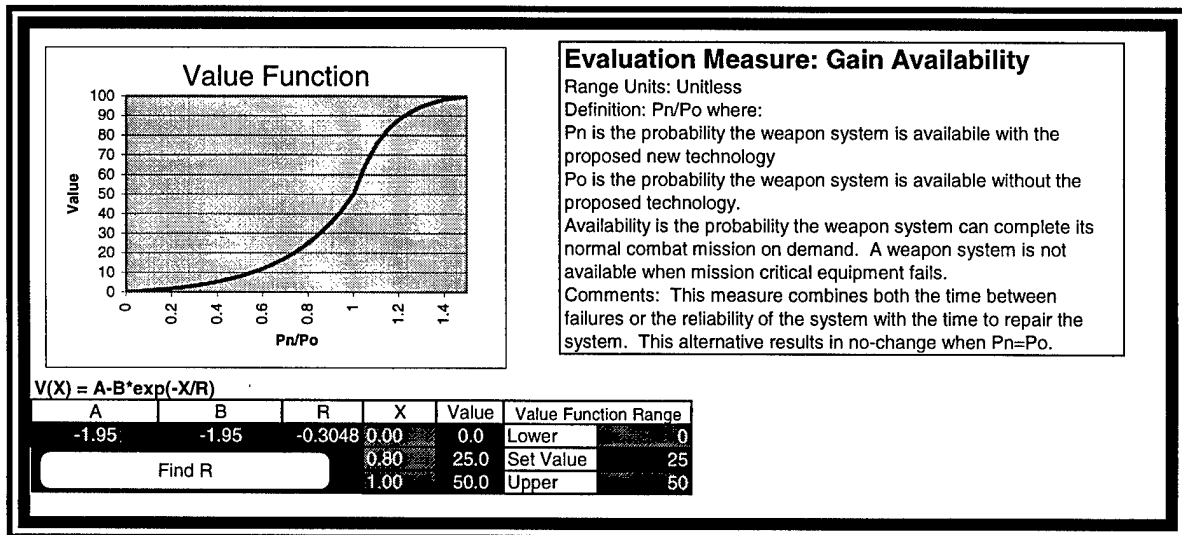 Value Function
100
90
80
70
60
50
40
30
20
10
0
Value
0
0.2
0.4
0.6
0.8
1
1.2
1.4
Pn/Po
Evaluation Measure: Gain Availability
Range Units: Unitless
Definition: Pn/Po where:
Pn is the probability the weapon system is availabile with the
proposed new technology
Po is the probability the weapon system is available without the
proposed technology.
Availability is the probability the weapon system can complete its
normal combat mission on demand. A weapon system is not
available when mission critical equipment fails.
Comments: This measure combines both the time between
failures or the reliability of the system with the time to repair the
system. This alternative results in no-change when Pn=Po.
V(X) = A-B*exp(-X/R)
A B R X Value Value Function Range
-1.95 -1.95 -0.3048 0.00 0.0 Lower 0
Find R 0.80 25.0 Set Value 25
1.00 50.0 Upper 50